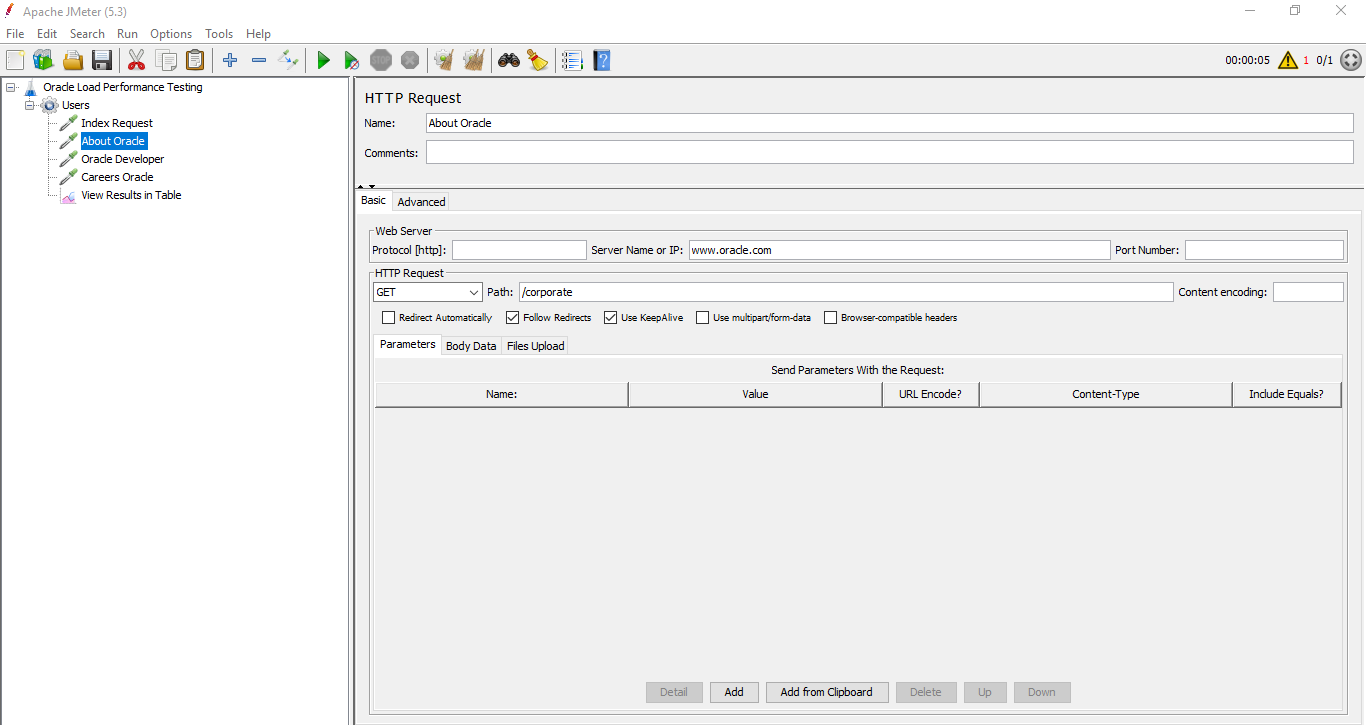 Apache JMeter (5.3)
File Edit Search Run Options Tools Help
STOP ? 00:00:05 1 0/1
Oracle Load Performance Testing
Users
Index Request
About Oracle
Oracle Developer
Careers Oracle
View Results in Table
HTTP Request
Name: About Oracle
Comments:
Basic Advanced
Web Server
Protocol [http]: Server Name or IP: www.oracle.com Port Number:
HTTP Request
GET Path: /corporate Content encoding:
Redirect Automatically Follow Redirects Use KeepAlive Use multipart/form-data Browser-compatible headers
Parameters Body Data Files Upload
Send Parameters With the Request:
Name: Value URL Encode? Content-Type Include Equals?
Detail Add Add from Clipboard Delete Up Down